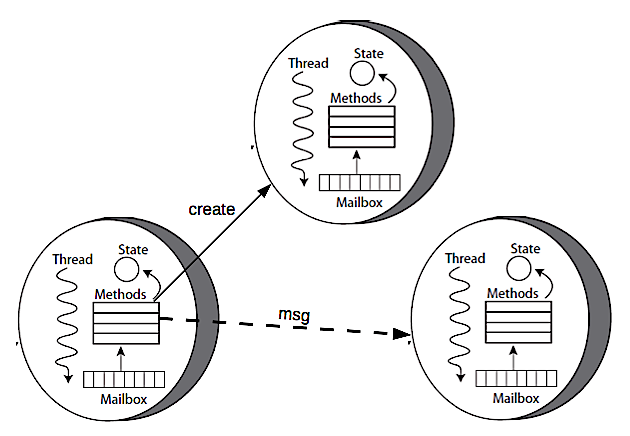 State
Thread
Methods
Mailbox
create
State
Thread
Methods
Mailbox
msg
State
Thread
Methods
Mailbox